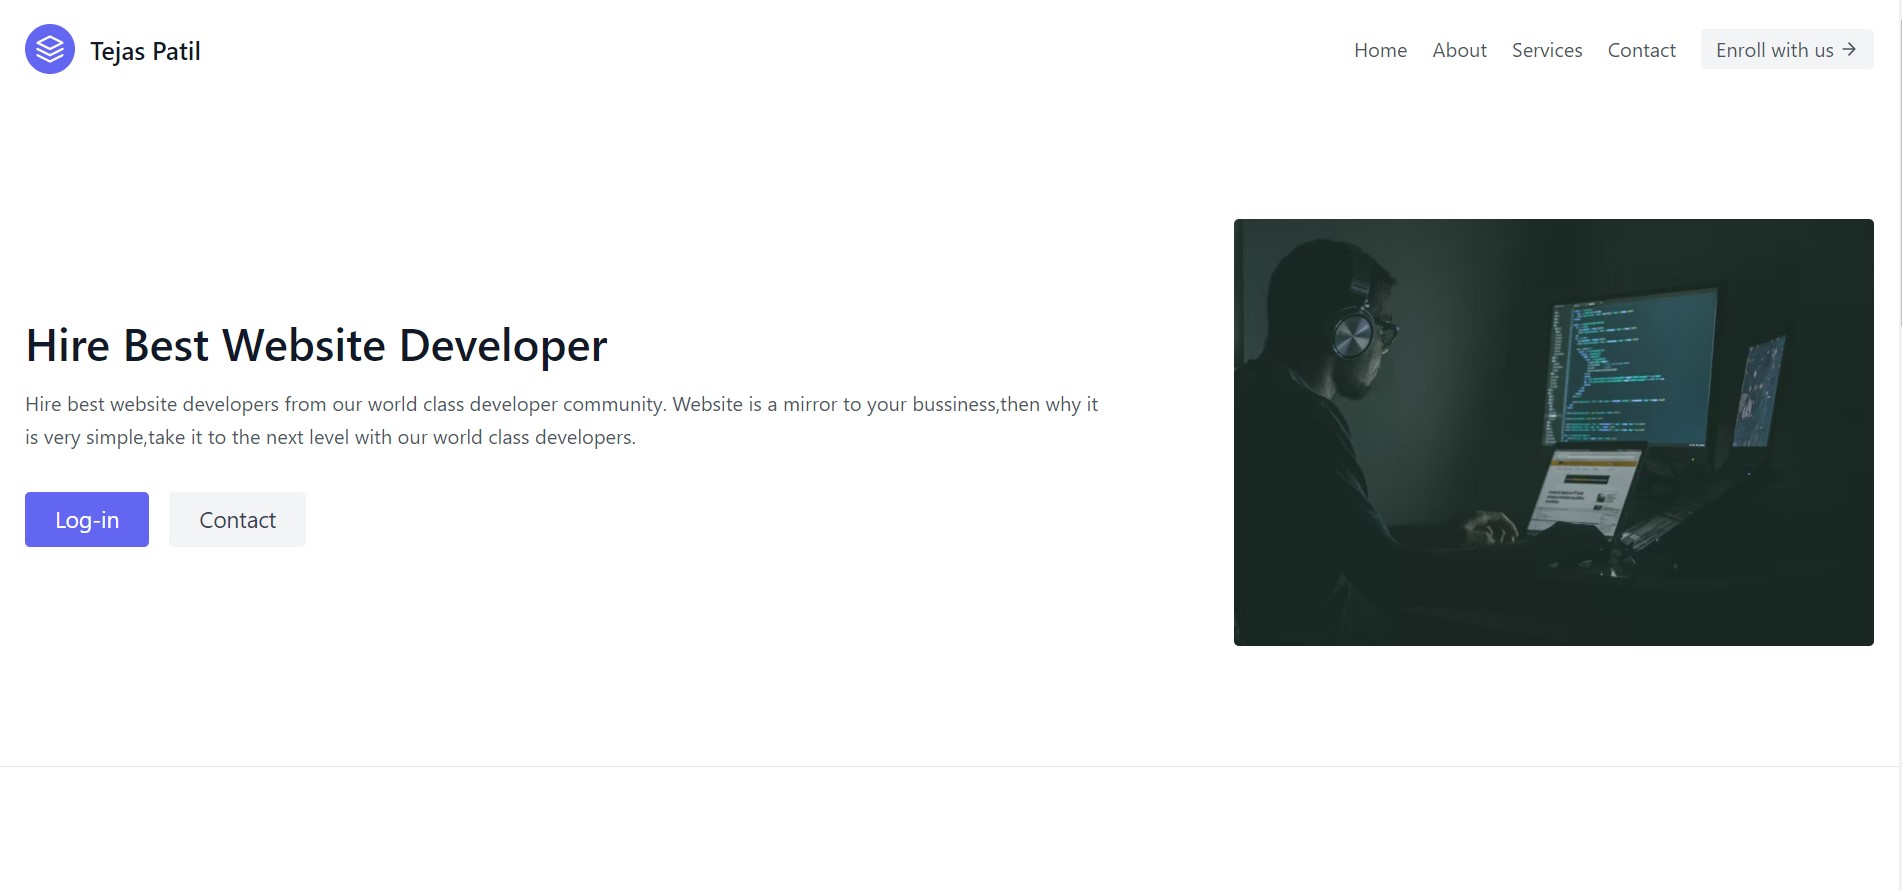 Tejas Patil
Home About Services Contact Enroll with us →
Hire Best Website Developer
Hire best website developers from our world class developer community. Website is a mirror to your bussiness,then why it
is very simple,take it to the next level with our world class developers.
Log-in Contact